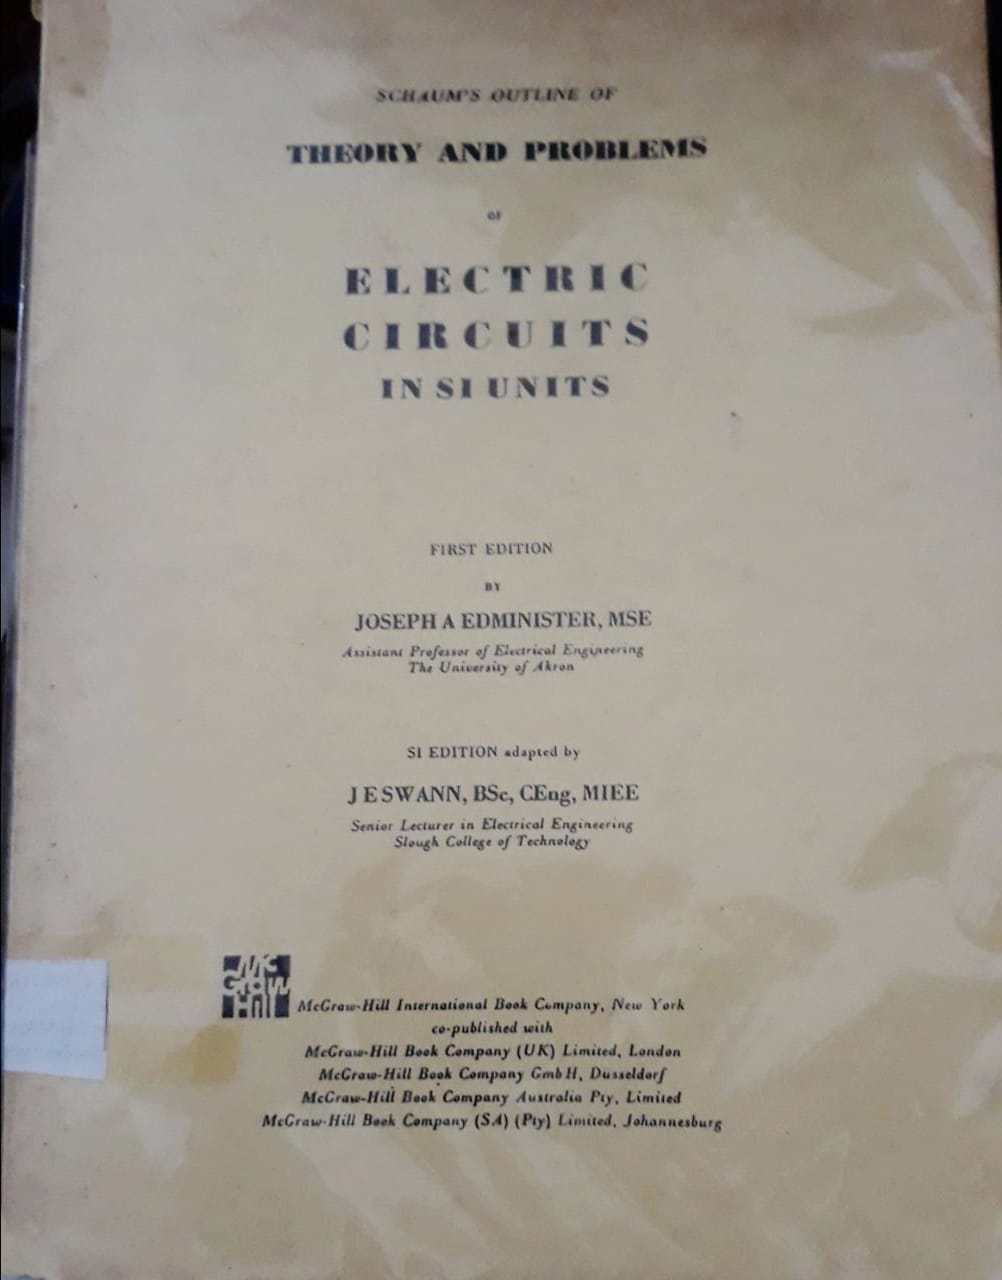 SCHAUM'S OUTLINE OF
THEORY AND PROBLEMS
OF
ELECTRIC
CIRCUITS
IN SI UNITS
FIRST EDITION
BY
JOSEPH A EDMINISTER, MSE
Assistant Professor of Electrical Engineering
The University of Akron
SI EDITION adapted by
J E SWANN, BSc, CEng, MIEE
Senior Lecturer in Electrical Engineering
Slough College of Technology
Mc
Graw
Hill
McGraw-Hill International Book Company, New York
co-published with
McGraw-Hill Book Company (UK) Limited, London
McGraw-Hill Book Company GmbH, Dusseldorf
McGraw-Hill Book Company Australia Pty, Limited
McGraw-Hill Book Company (SA) (Pty) Limited, Johannesburg